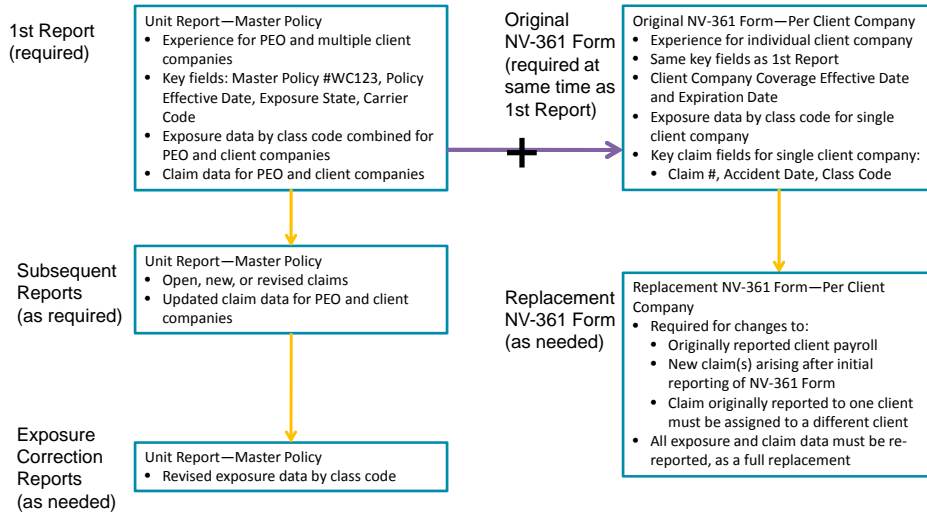 1st Report
(required)
Unit Report—Master Policy
• Experience for PEO and multiple client
companies
• Key fields: Master Policy #WC123, Policy
Effective Date, Exposure State, Carrier
Code
• Exposure data by class code combined for
PEO and client companies
• Claim data for PEO and client companies
Original
NV-361 Form
(required at
same time as
1st Report)
+
Original NV-361 Form—Per Client Company
• Experience for individual client company
• Same key fields as 1st Report
• Client Company Coverage Effective Date
and Expiration Date
• Exposure data by class code for single
client company
• Key claim fields for single client company:
• Claim #, Accident Date, Class Code
Subsequent
Reports
(as required)
Unit Report—Master Policy
• Open, new, or revised claims
• Updated claim data for PEO and client
companies
Replacement
NV-361 Form
(as needed)
Replacement NV-361 Form—Per Client
Company
• Required for changes to:
• Originally reported client payroll
• New claim(s) arising after initial
reporting of NV-361 Form
• Claim originally reported to one client
must be assigned to a different client
• All exposure and claim data must be re-
reported, as a full replacement
Exposure
Correction
Reports
(as needed)
Unit Report—Master Policy
• Revised exposure data by class code